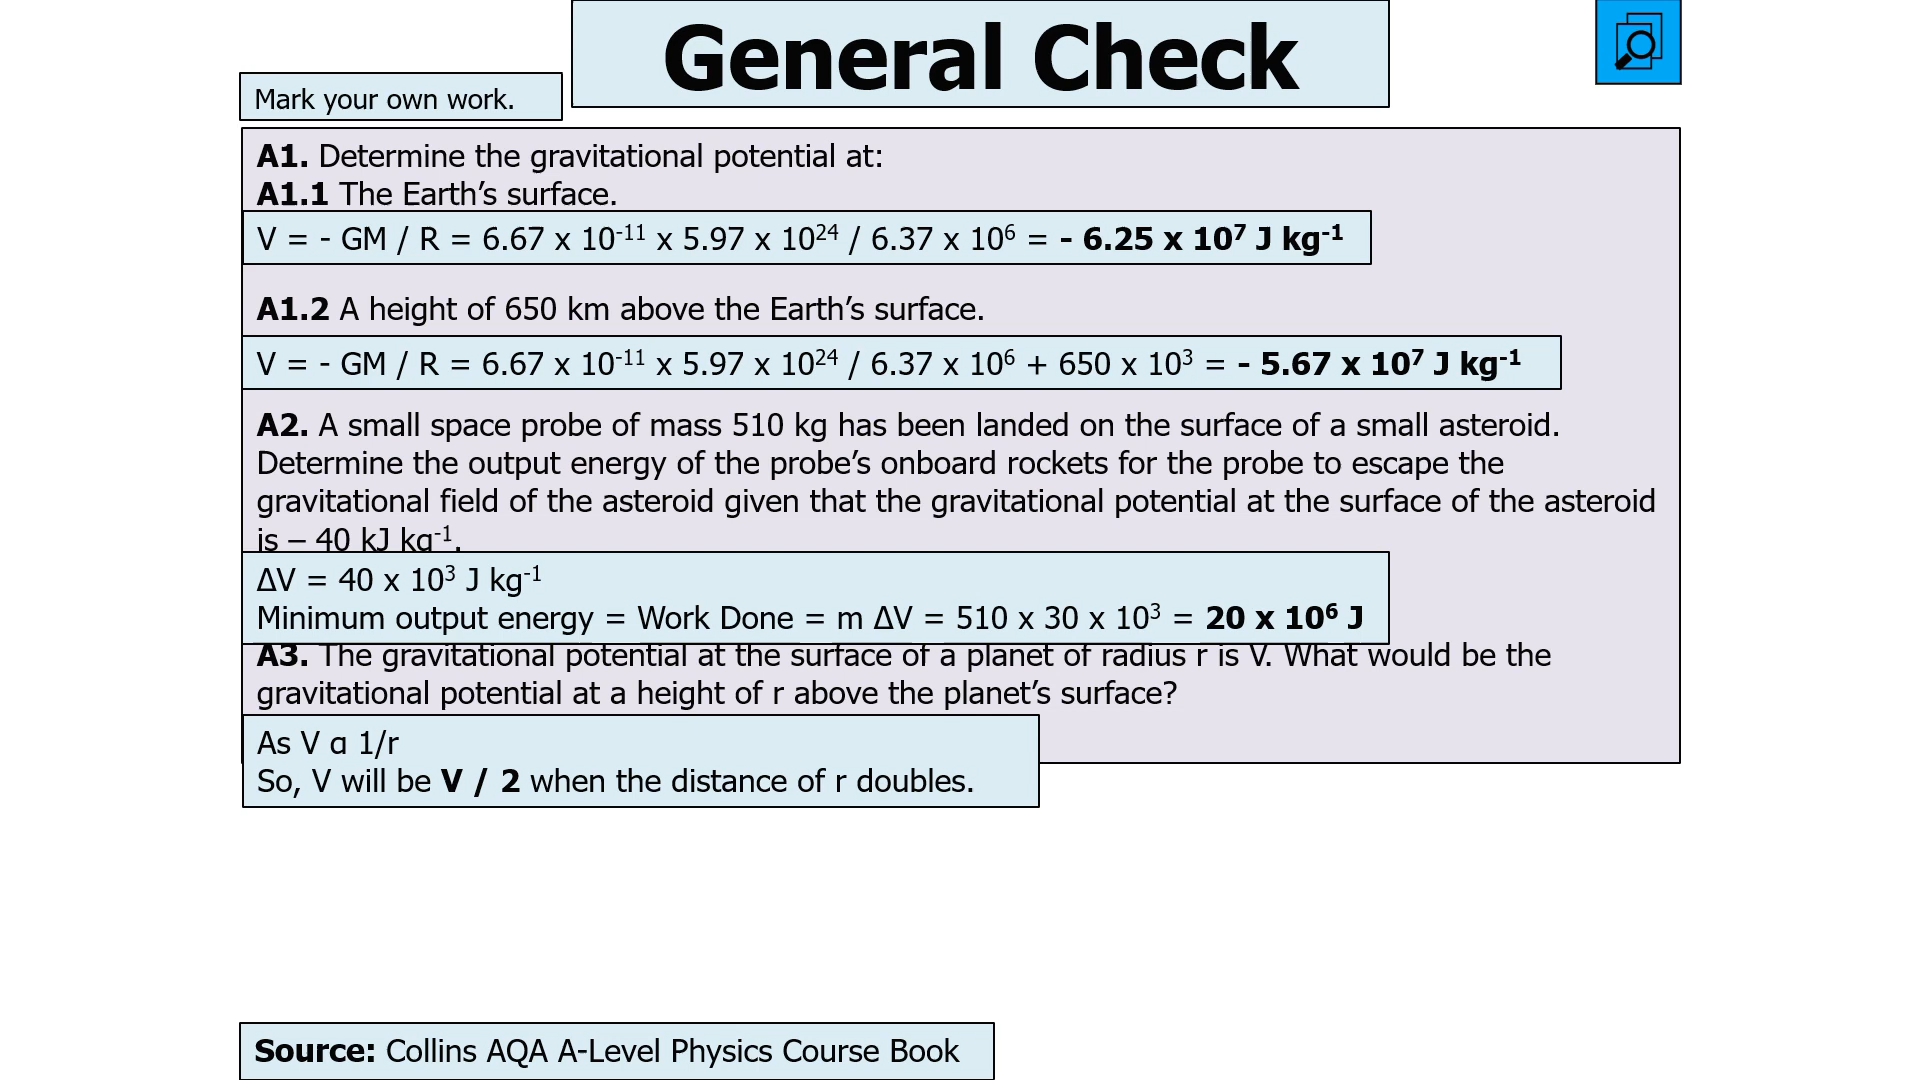 General Check
Mark your own work.
A1. Determine the gravitational potential at:
A1.1 The Earth’s surface.
V = - GM / R = 6.67 x 10⁻¹¹ x 5.97 x 10²⁴ / 6.37 x 10⁶ = - 6.25 x 10⁷ J kg⁻¹
A1.2 A height of 650 km above the Earth’s surface.
V = - GM / R = 6.67 x 10⁻¹¹ x 5.97 x 10²⁴ / 6.37 x 10⁶ + 650 x 10³ = - 5.67 x 10⁷ J kg⁻¹
A2. A small space probe of mass 510 kg has been landed on the surface of a small asteroid.
Determine the output energy of the probe’s onboard rockets for the probe to escape the
gravitational field of the asteroid given that the gravitational potential at the surface of the asteroid
is – 40 kJ kg⁻¹.
ΔV = 40 x 10³ J kg⁻¹
Minimum output energy = Work Done = m ΔV = 510 x 30 x 10³ = 20 x 10⁶ J
A3. The gravitational potential at the surface of a planet of radius r is V. What would be the
gravitational potential at a height of r above the planet’s surface?
As V α 1/r
So, V will be V / 2 when the distance of r doubles.
Source: Collins AQA A-Level Physics Course Book